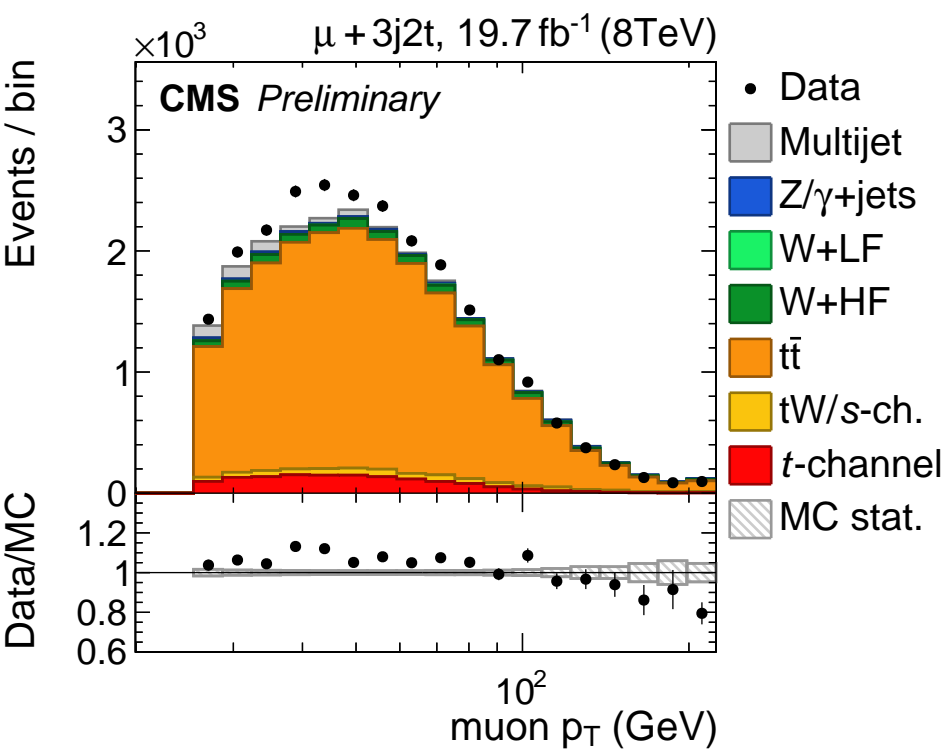 ×10³ μ + 3j2t, 19.7 fb⁻¹ (8TeV)
CMS Preliminary
Events / bin
3
2
1
0
Data
Multijet
Z/γ+jets
W+LF
W+HF
tt̄
tW/s-ch.
t-channel
MC stat.
Data/MC
1.2
1
0.8
0.6
10²
muon p_T (GeV)